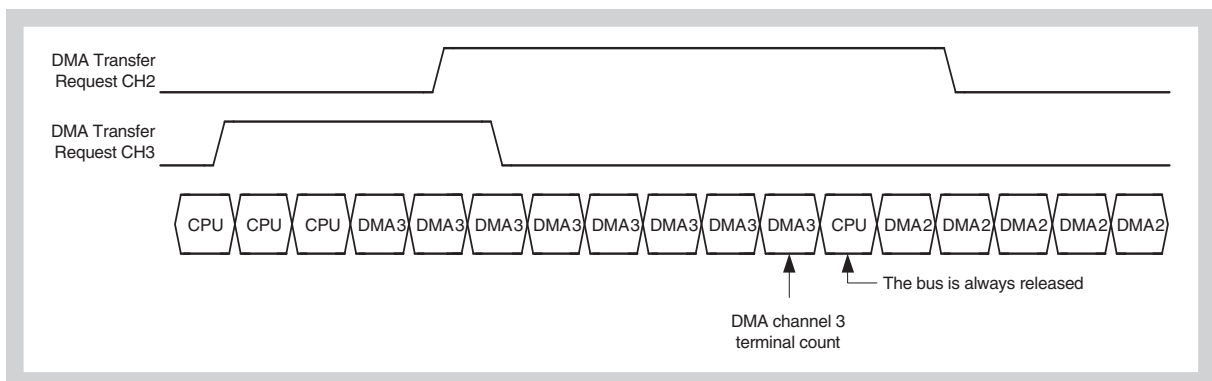 DMA Transfer
Request CH2
DMA Transfer
Request CH3
CPU CPU CPU DMA3 DMA3 DMA3 DMA3 DMA3 DMA3 DMA3 DMA3 CPU DMA2 DMA2 DMA2 DMA2 DMA2
The bus is always released
DMA channel 3
terminal count